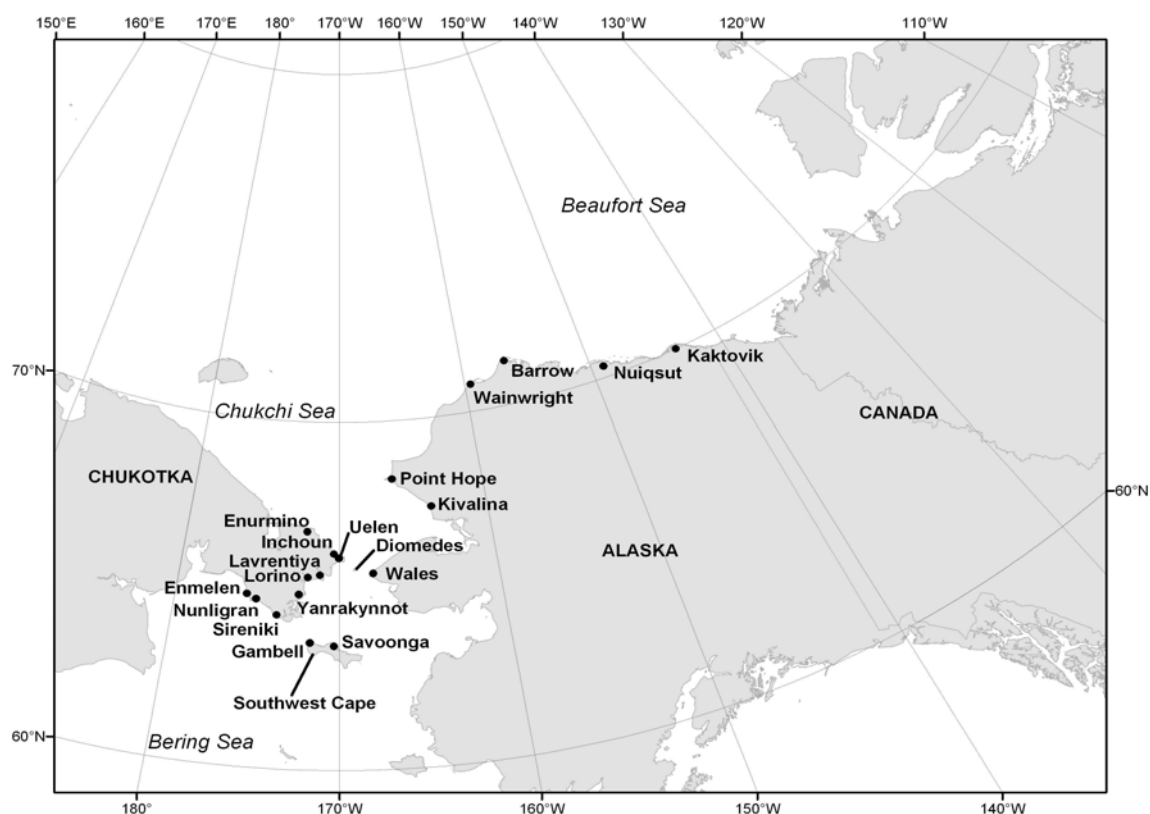 150°E 160°E 170°E 180° 170°W 160°W 150°W 140°W 130°W 120°W 110°W
Beaufort Sea
70°N
Kaktovik
Barrow
Nuiqsut
Wainwright
Chukchi Sea
CANADA
CHUKOTKA
Point Hope
60°N
Kivalina
Enurmino
Uelen
Inchoun
Diomedes
ALASKA
Lavrentiya
Lorino
Wales
Enmelen
Nunligran
Yanrakynnot
Sireniki
Savoonga
Gambell
Southwest Cape
60°N
Bering Sea
180° 170°W 160°W 150°W 140°W